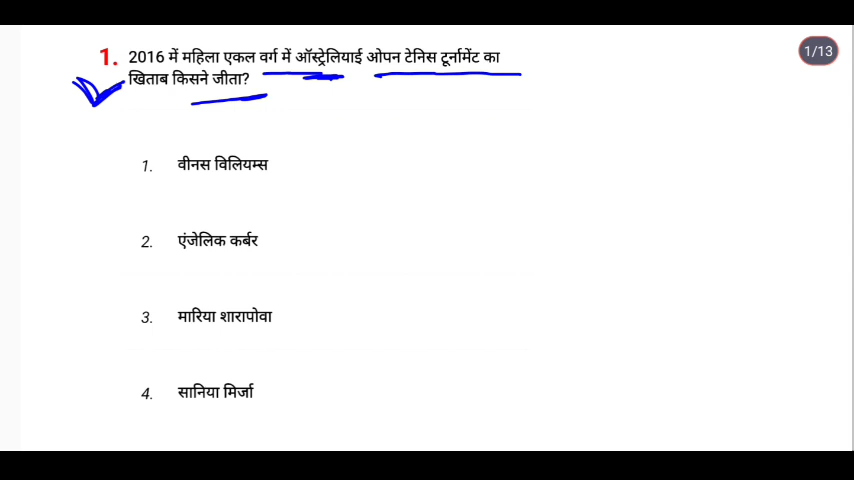 1. 2016 में महिला एकल वर्ग में ऑस्ट्रेलियाई ओपन टेनिस टूर्नामेंट का
खिताब किसने जीता?
1/13
1. वीनस विलियम्स
2. एंजेलिक कर्बर
3. मारिया शारापोवा
4. सानिया मिर्जा